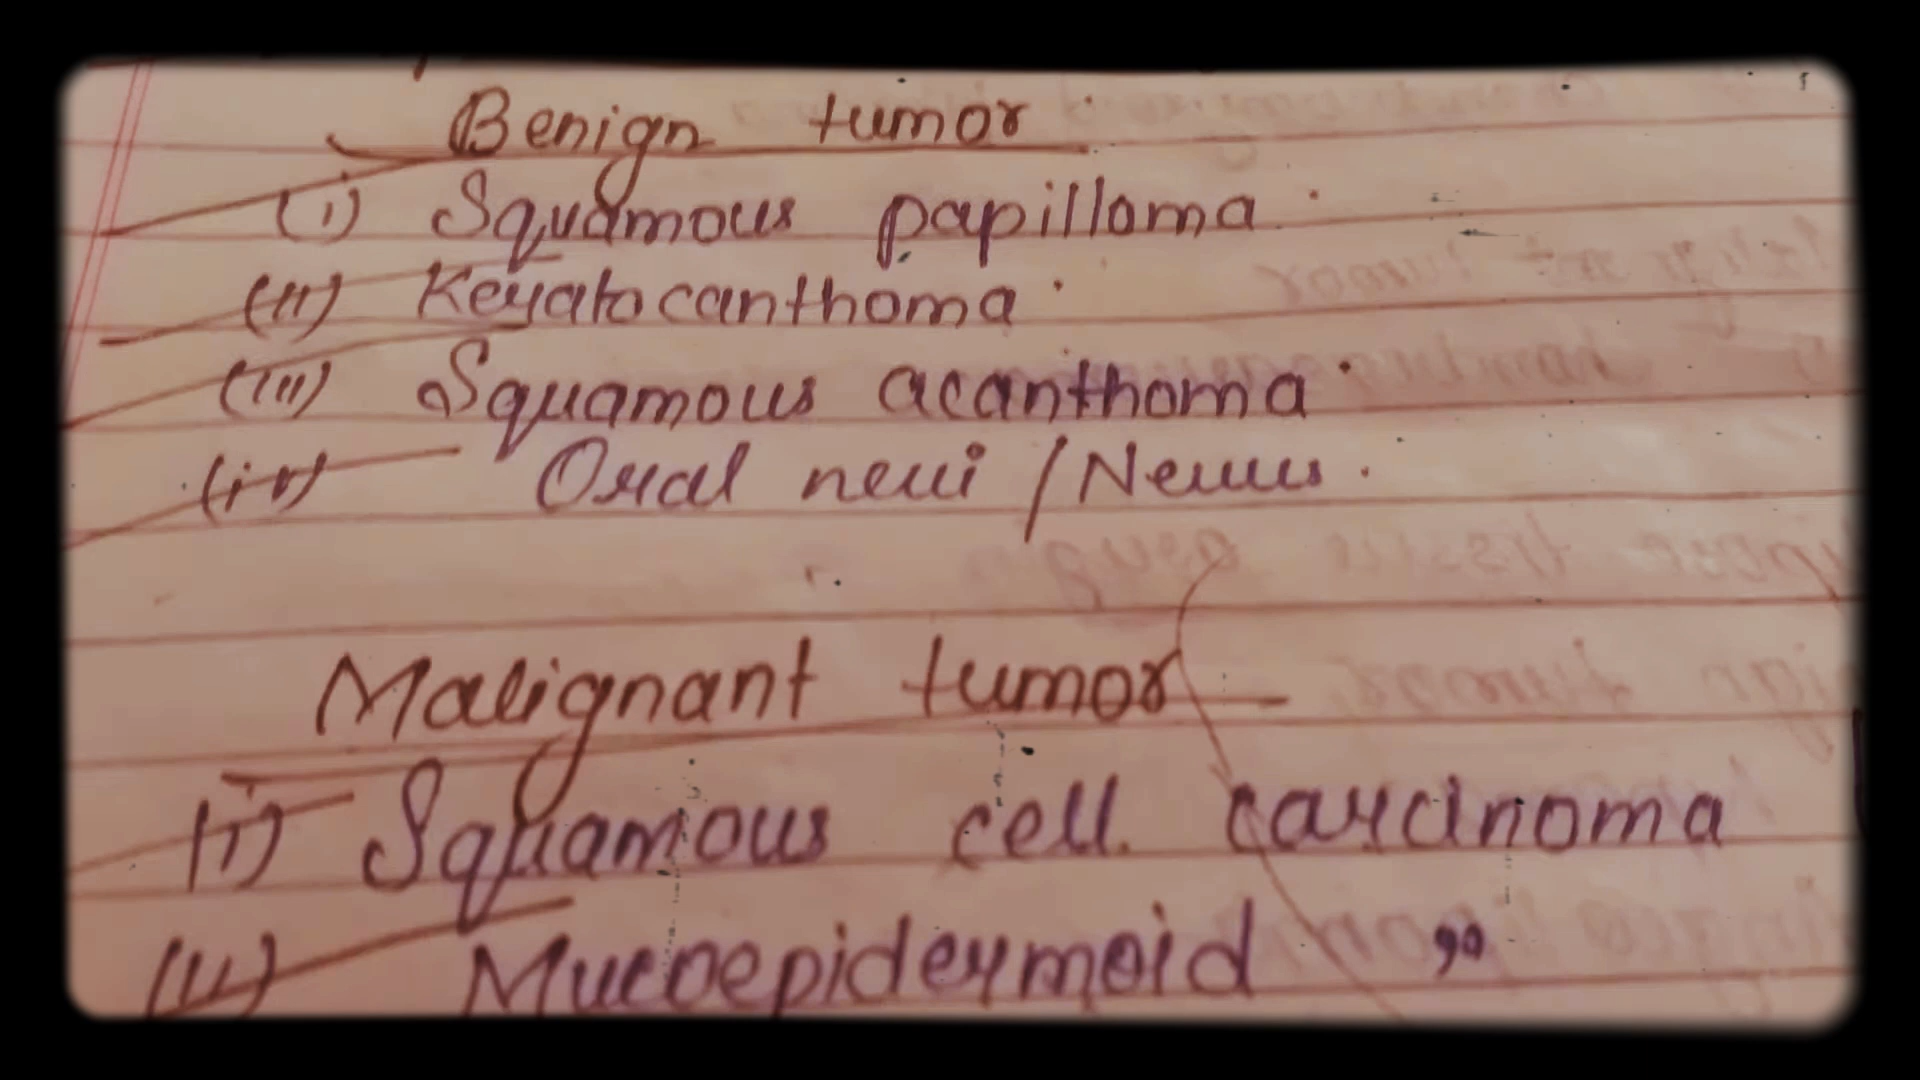 Benign tumor
(i) Squamous papilloma
(ii) Keratocanthoma
(iii) Squamous acanthoma
(iv) Oral nevi / Nevus
Malignant tumor
(i) Squamous cell carcinoma
(ii) Mucoepidermoid "